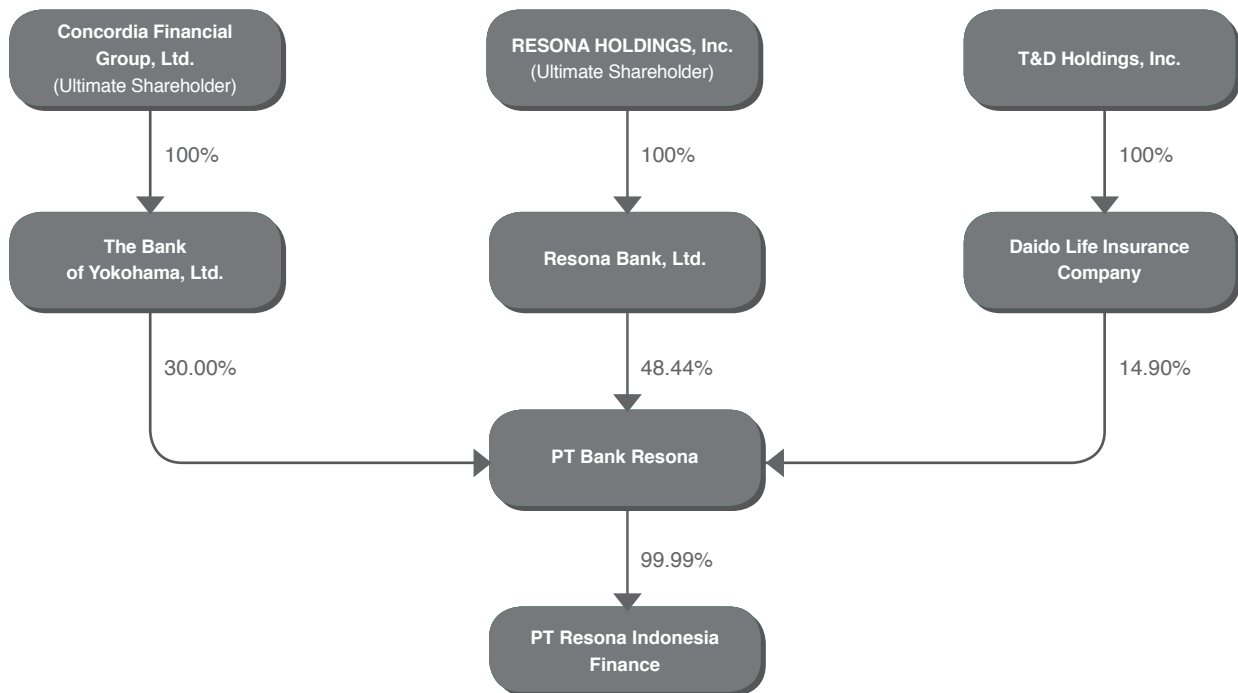 Concordia Financial
Group, Ltd.
(Ultimate Shareholder)
RESONA HOLDINGS, Inc.
(Ultimate Shareholder)
T&D Holdings, Inc.
100%
100%
100%
The Bank
of Yokohama, Ltd.
Resona Bank, Ltd.
Daido Life Insurance
Company
30.00%
48.44%
14.90%
PT Bank Resona
99.99%
PT Resona Indonesia
Finance